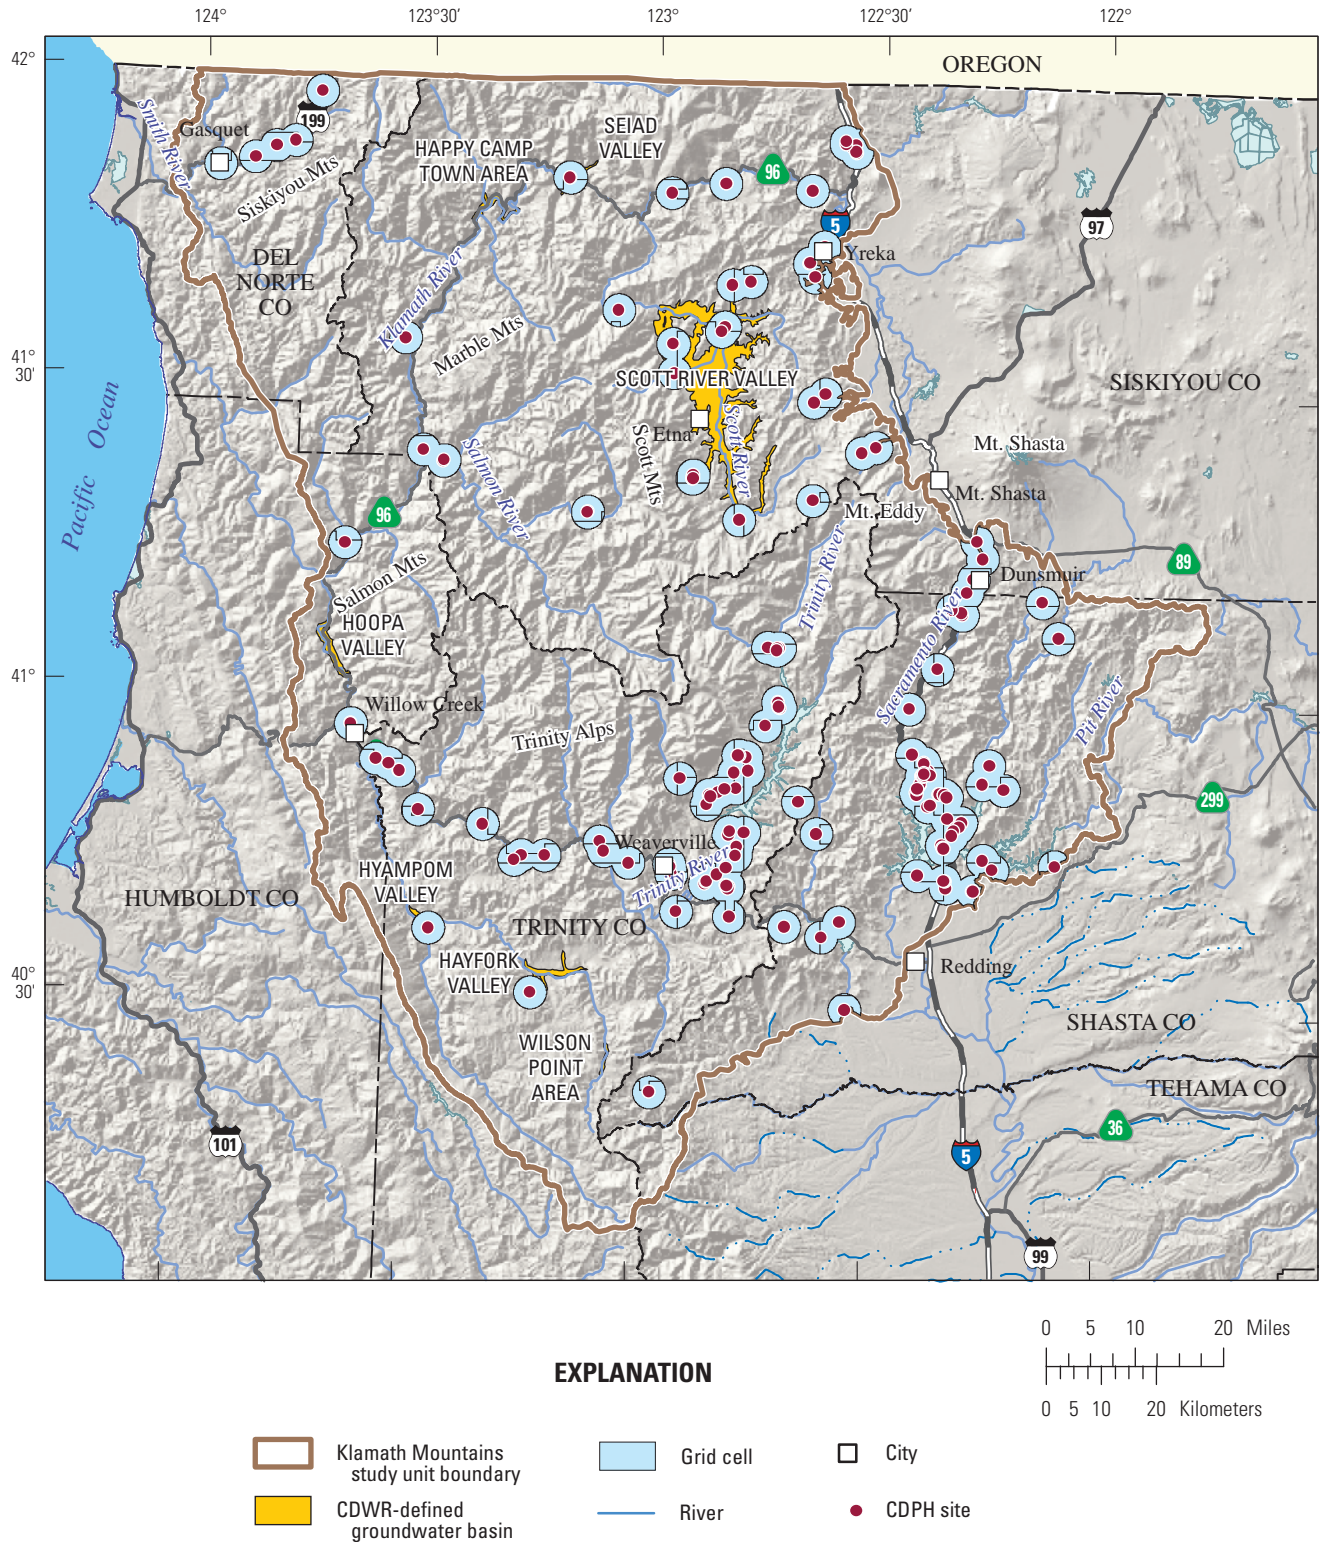 124°
123°30'
123°
122°30'
122°
42°
41°
30'
41°
40°
30'
OREGON
Smith River
Gasquet
199
Siskiyou Mts
HAPPY CAMP
TOWN AREA
SEIAD
VALLEY
96
5
97
Yreka
DEL
NORTE
CO
Klamath River
Marble Mts
SCOTT RIVER VALLEY
SISKIYOU CO
Pacific Ocean
Etna
Scott River
Scott Mts
Salmon River
Mt. Shasta
Mt. Shasta
Mt. Eddy
96
Trinity River
89
Dunsmuir
Salmon Mts
HOOPA
VALLEY
Sacramento River
Willow Creek
Trinity Alps
Pit River
299
Weaverville
Trinity River
HYAMPOM
VALLEY
HUMBOLDT CO
TRINITY CO
HAYFORK
VALLEY
Redding
SHASTA CO
WILSON
POINT
AREA
TEHAMA CO
101
36
5
99
0 5 10 20 Miles
0 5 10 20 Kilometers
EXPLANATION
Klamath Mountains
study unit boundary
CDWR-defined
groundwater basin
Grid cell
River
City
CDPH site